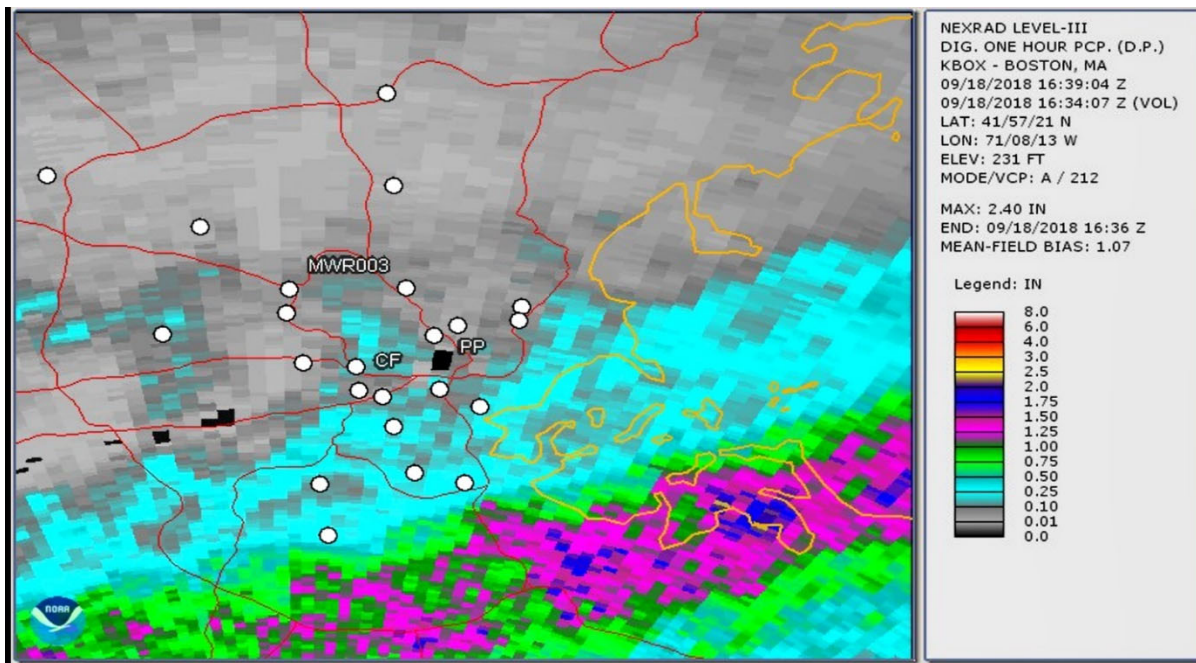 MWR003
CF
PP
NOAA
NEXRAD LEVEL-III
DIG. ONE HOUR PCP. (D.P.)
KBOX - BOSTON, MA
09/18/2018 16:39:04 Z
09/18/2018 16:34:07 Z (VOL)
LAT: 41/57/21 N
LON: 71/08/13 W
ELEV: 231 FT
MODE/VCP: A / 212
MAX: 2.40 IN
END: 09/18/2018 16:36 Z
MEAN-FIELD BIAS: 1.07
Legend: IN
8.0
6.0
4.0
3.0
2.5
2.0
1.75
1.50
1.25
1.00
0.75
0.50
0.25
0.10
0.01
0.0